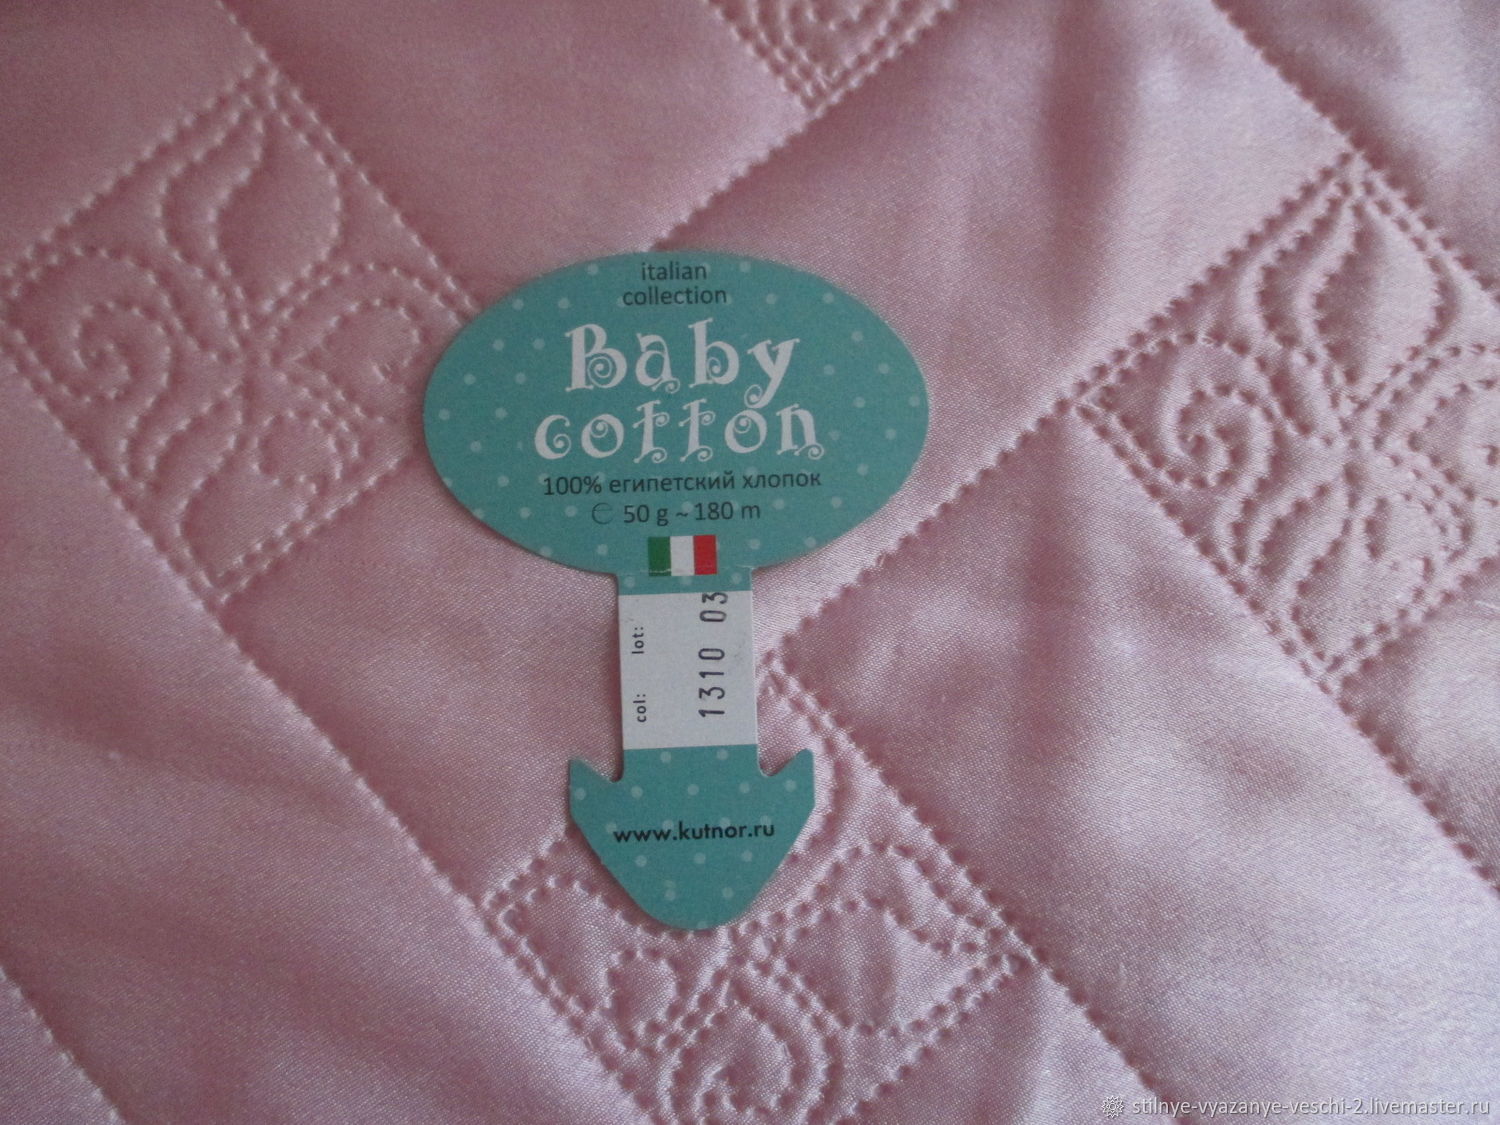 italian
collection
Baby
cotton
100% египетский хлопок
℮ 50 g ~ 180 m
col: lot:
1310 03
www.kutnor.ru
stilnye-vyazanye-veschi-2.livemaster.ru